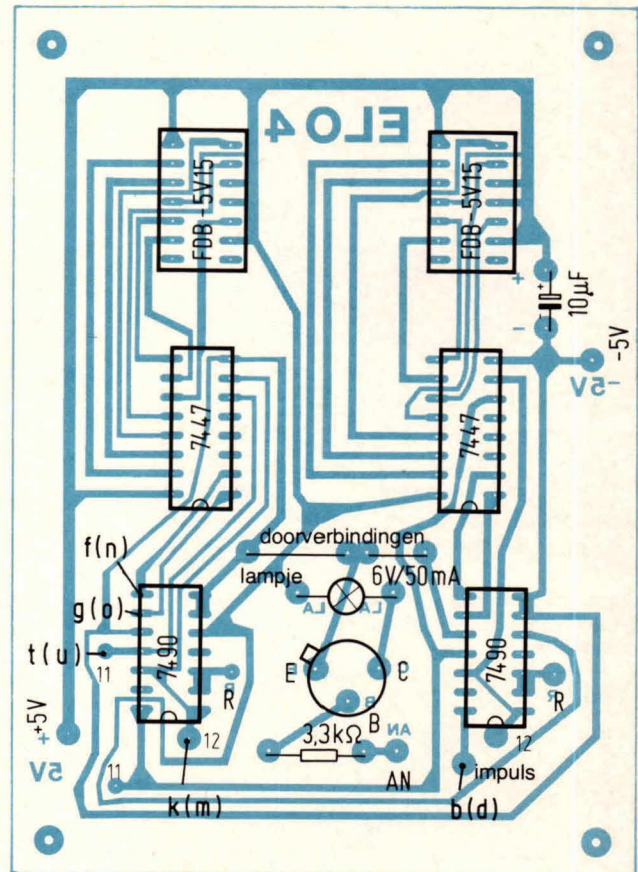 ELO4
FDB-5V15
FDB-5V15
+
10µF
-
-5V
-5V
7447
7447
doorverbindingen
f(n)
lampje
6V/50mA
LA
LA
g(o)
7490
7490
t(u)
11
E
C
R
R
R
R
+5V
+
5V
B
B
12
3,3kΩ
AN
AN
12
11
k(m)
b(d)
impuls